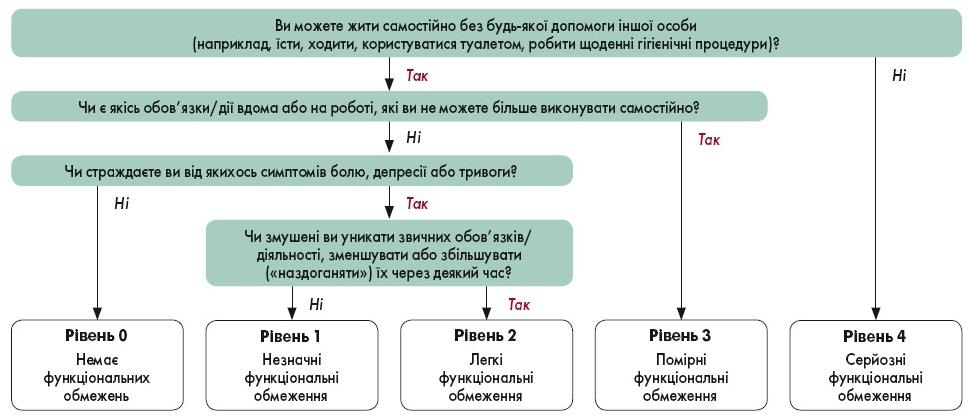 Ви можете жити самостійно без будь-якої допомоги іншої особи
(наприклад, їсти, ходити, користуватися туалетом, робити щоденні гігієнічні процедури)?
Так
Ні
Чи є якісь обов’язки/дії вдома або на роботі, які ви не можете більше виконувати самостійно?
Ні
Так
Чи страждаєте ви від якихось симптомів болю, депресії або тривоги?
Ні
Так
Чи змушені ви уникати звичних обов’язків/
діяльності, зменшувати або збільшувати
(«наздоганяти») їх через деякий час?
Ні
Так
Рівень 0
Немає
функціональних
обмежень
Рівень 1
Незначні
функціональні
обмеження
Рівень 2
Легкі
функціональні
обмеження
Рівень 3
Помірні
функціональні
обмеження
Рівень 4
Серйозні
функціональні
обмеження